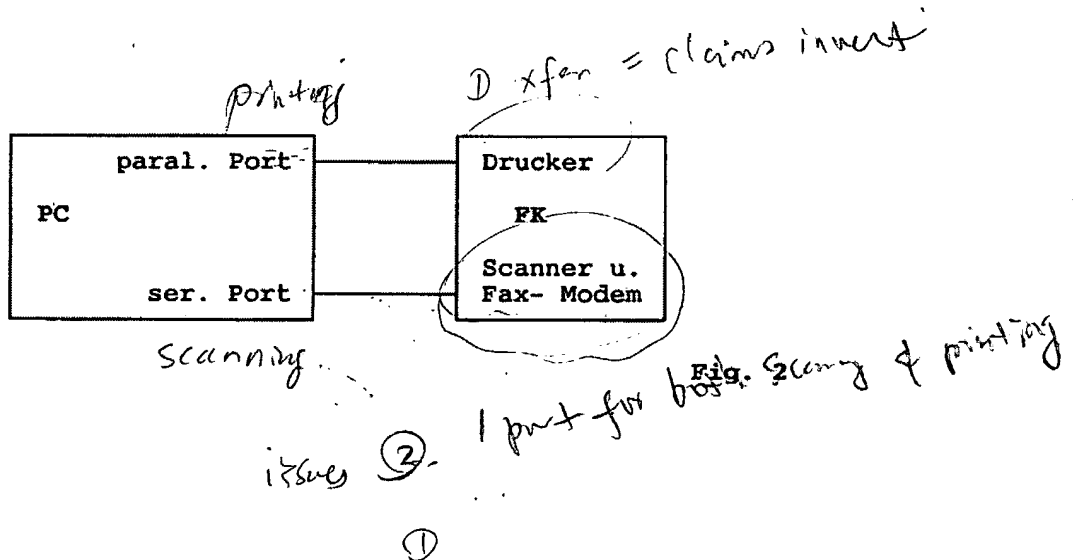 printing
D xfer = claims invent
paral. Port
Drucker
PC
FK
Scanner u.
ser. Port
Fax- Modem
scanning
Fig. 2
issues ② 1 port for both scanning & printing
①